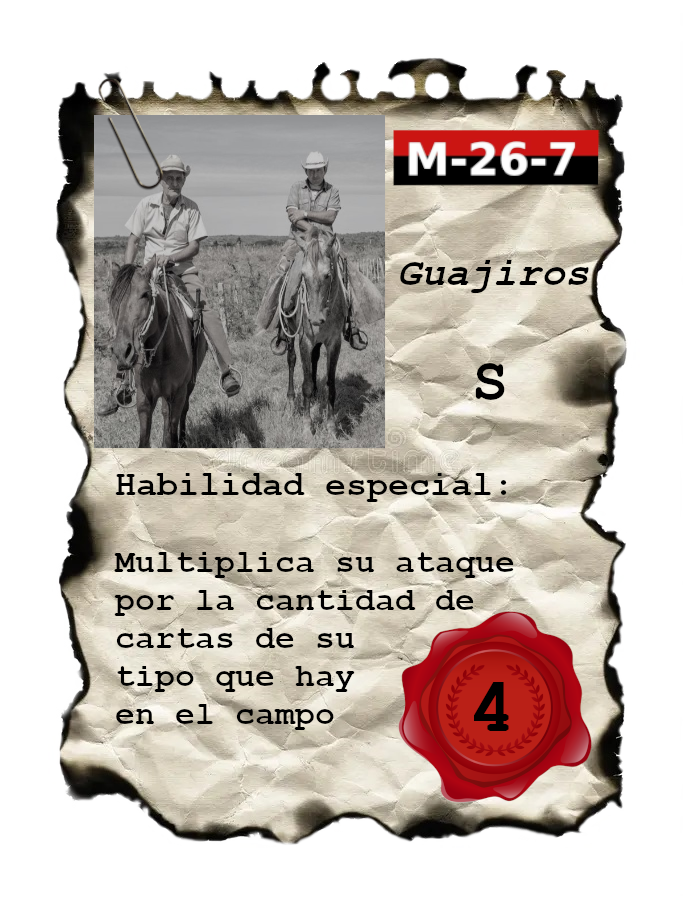 M-26-7
Guajiros
S
Habilidad especial:
Multiplica su ataque
por la cantidad de
cartas de su
tipo que hay
en el campo
4